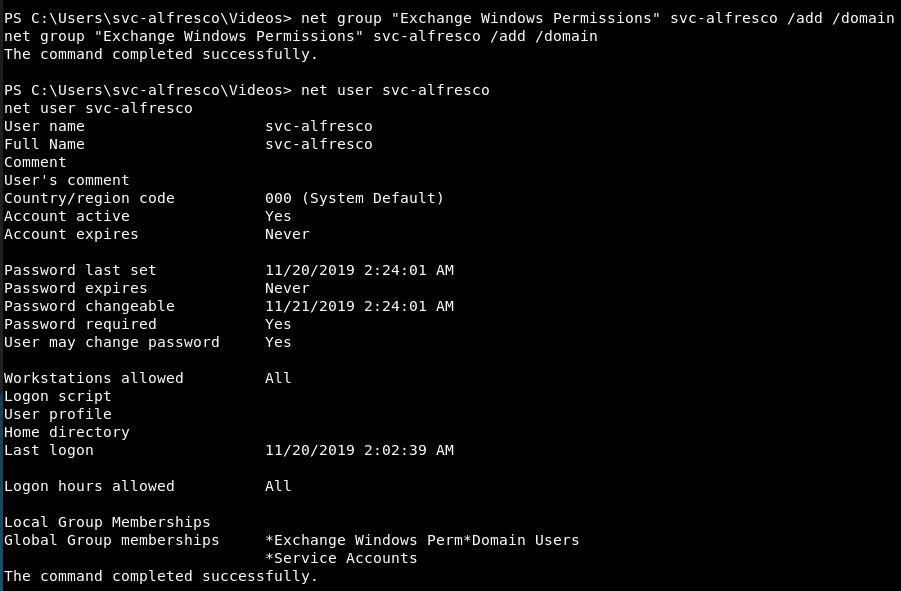 PS C:\Users\svc-alfresco\Videos> net group "Exchange Windows Permissions" svc-alfresco /add /domain
net group "Exchange Windows Permissions" svc-alfresco /add /domain
The command completed successfully.
PS C:\Users\svc-alfresco\Videos> net user svc-alfresco
net user svc-alfresco
User name                    svc-alfresco
Full Name                    svc-alfresco
Comment
User's comment
Country/region code          000 (System Default)
Account active               Yes
Account expires              Never
Password last set            11/20/2019 2:24:01 AM
Password expires             Never
Password changeable          11/21/2019 2:24:01 AM
Password required            Yes
User may change password     Yes
Workstations allowed         All
Logon script
User profile
Home directory
Last logon                   11/20/2019 2:02:39 AM
Logon hours allowed          All
Local Group Memberships
Global Group memberships     *Exchange Windows Perm*Domain Users
                             *Service Accounts
The command completed successfully.